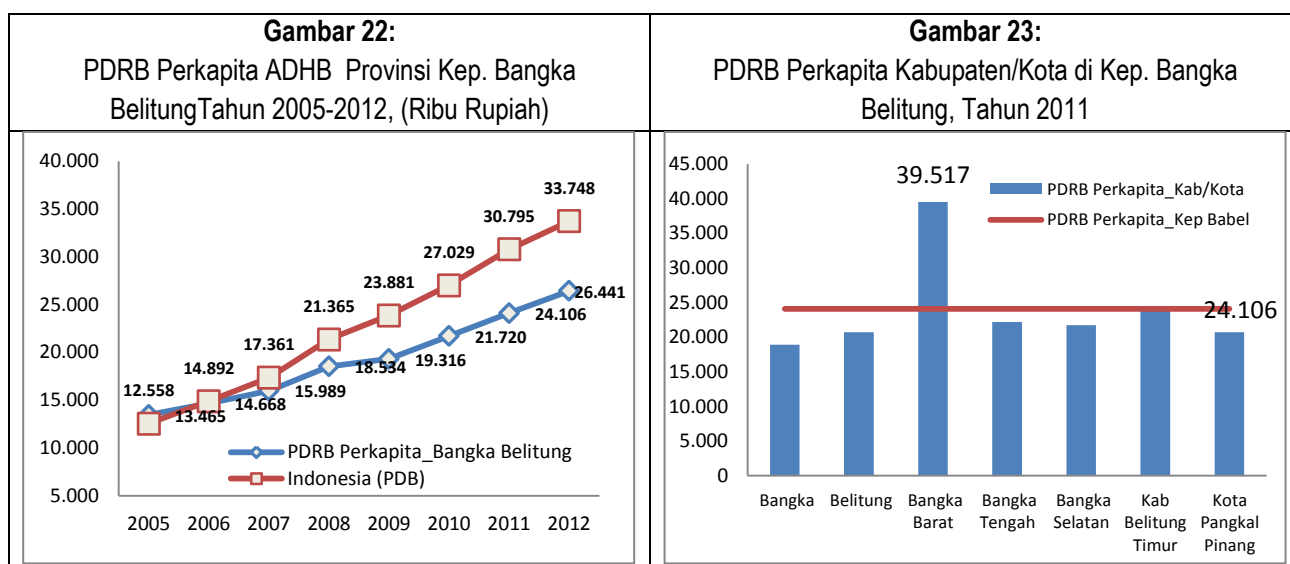 Gambar 22:
PDRB Perkapita ADHB Provinsi Kep. Bangka
BelitungTahun 2005-2012, (Ribu Rupiah)
Gambar 23:
PDRB Perkapita Kabupaten/Kota di Kep. Bangka
Belitung, Tahun 2011
40.000
35.000
30.000
25.000
20.000
15.000
10.000
5.000
12.558
14.892
17.361
21.365
23.881
27.029
30.795
33.748
13.465
14.668
15.989
18.534
19.316
21.720
24.106
26.441
PDRB Perkapita_Bangka Belitung
Indonesia (PDB)
2005 2006 2007 2008 2009 2010 2011 2012
45.000
40.000
35.000
30.000
25.000
20.000
15.000
10.000
5.000
0
39.517
PDRB Perkapita_Kab/Kota
PDRB Perkapita_Kep Babel
24.106
Bangka
Belitung
Bangka
Barat
Bangka
Tengah
Bangka
Selatan
Kab
Belitung
Timur
Kota
Pangkal
Pinang